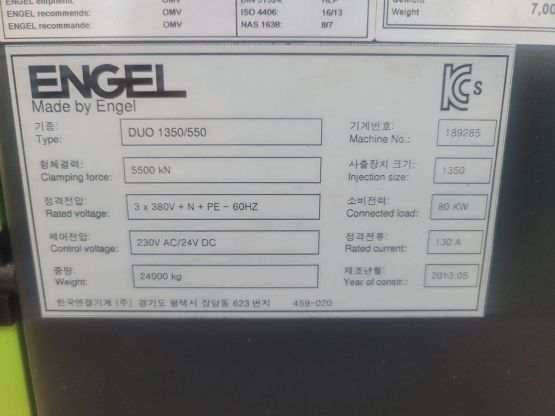 ENGEL recommends: OMV ISO 4406: 16/13
ENGEL recommande: OMV NAS 1638: 8/7
Weight 7,00
ENGEL
Made by Engel
KC s
기종: 기계번호:
Type: DUO 1350/550 Machine No.: 189285
형체결력: 사출장치 크기:
Clamping force: 5500 kN Injection size: 1350
정격전압: 소비전력:
Rated voltage: 3 x 380V + N + PE - 60HZ Connected load: 80 KW
제어전압: 정격전류:
Control voltage: 230V AC/24V DC Rated current: 130 A
중량: 제조년월:
Weight: 24000 kg Year of constr.: 2013.05
한국엔겔기계 (주) 경기도 평택시 장당동 623 번지 459-020